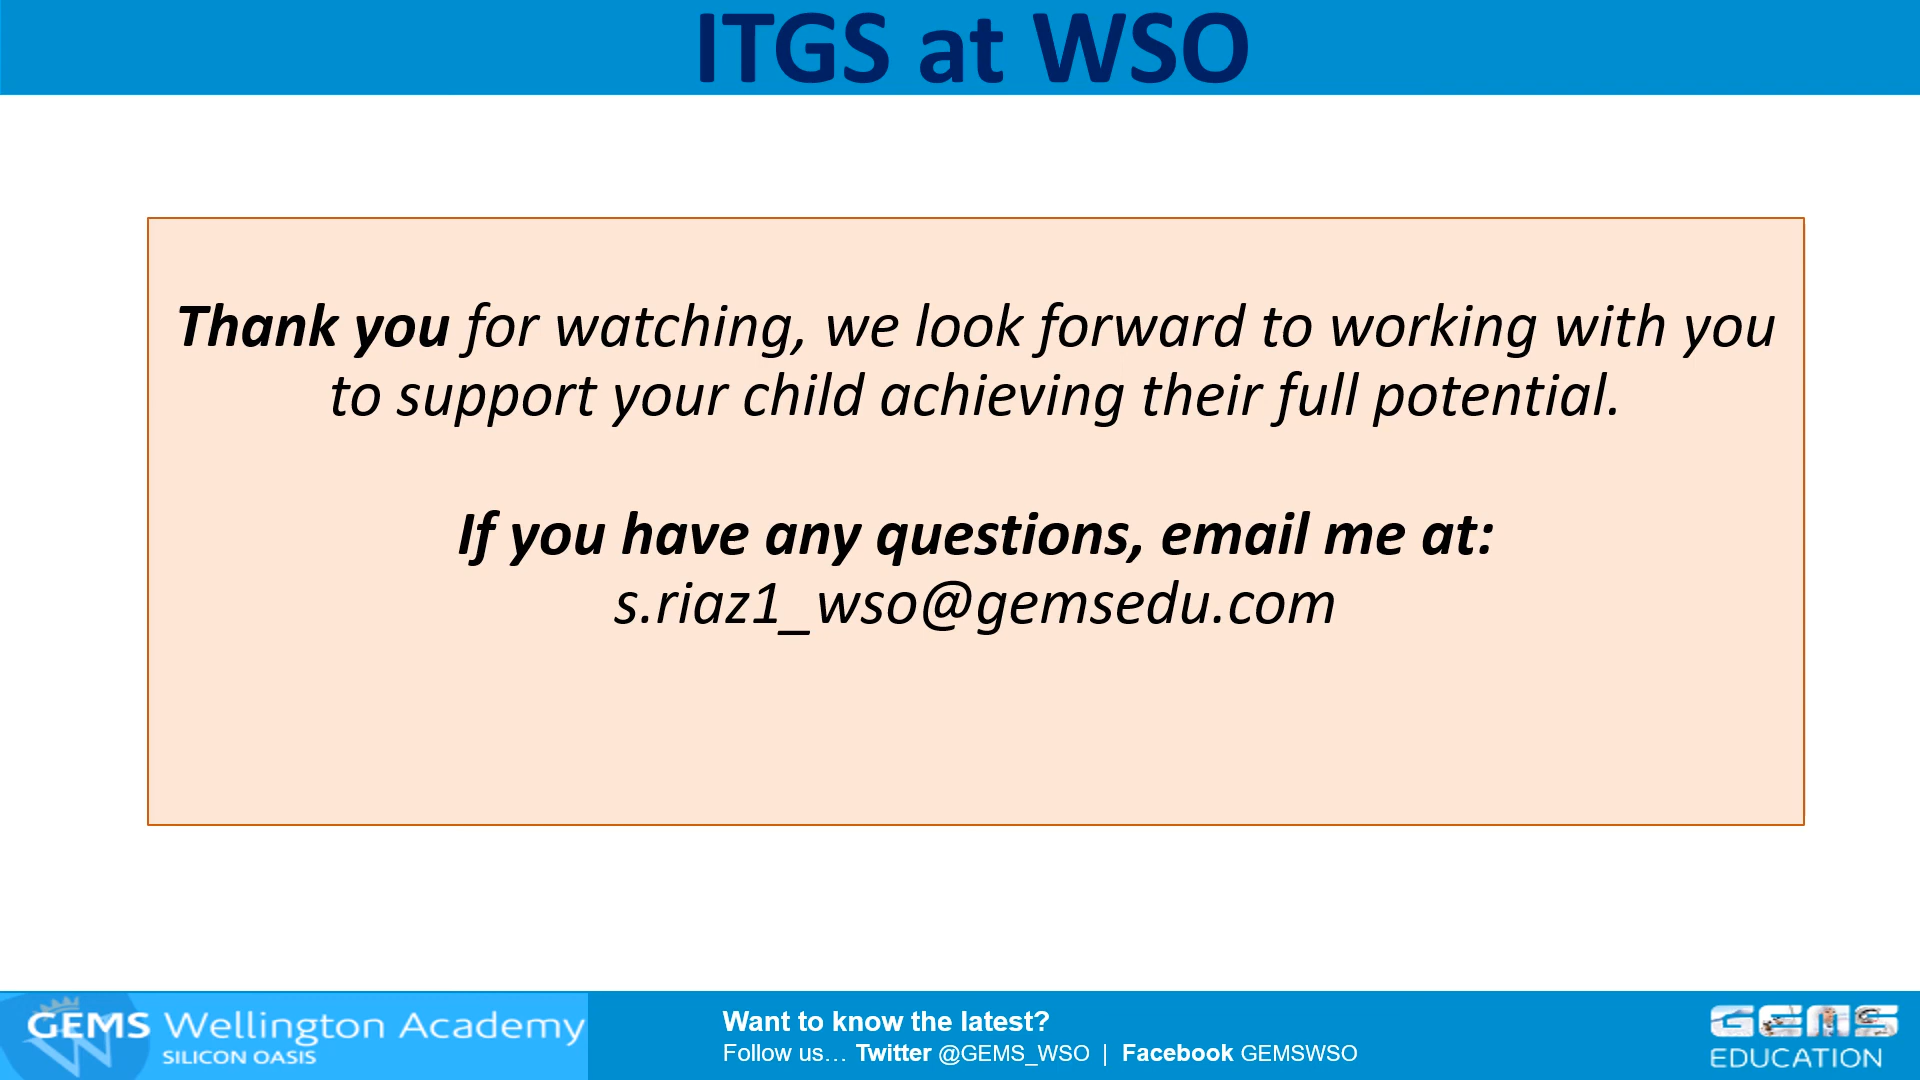 ITGS at WSO
Thank you for watching, we look forward to working with you
to support your child achieving their full potential.
If you have any questions, email me at:
s.riaz1_wso@gemsedu.com
GEMS Wellington Academy
SILICON OASIS
Want to know the latest?
Follow us… Twitter @GEMS_WSO | Facebook GEMSWSO
GEMS
EDUCATION